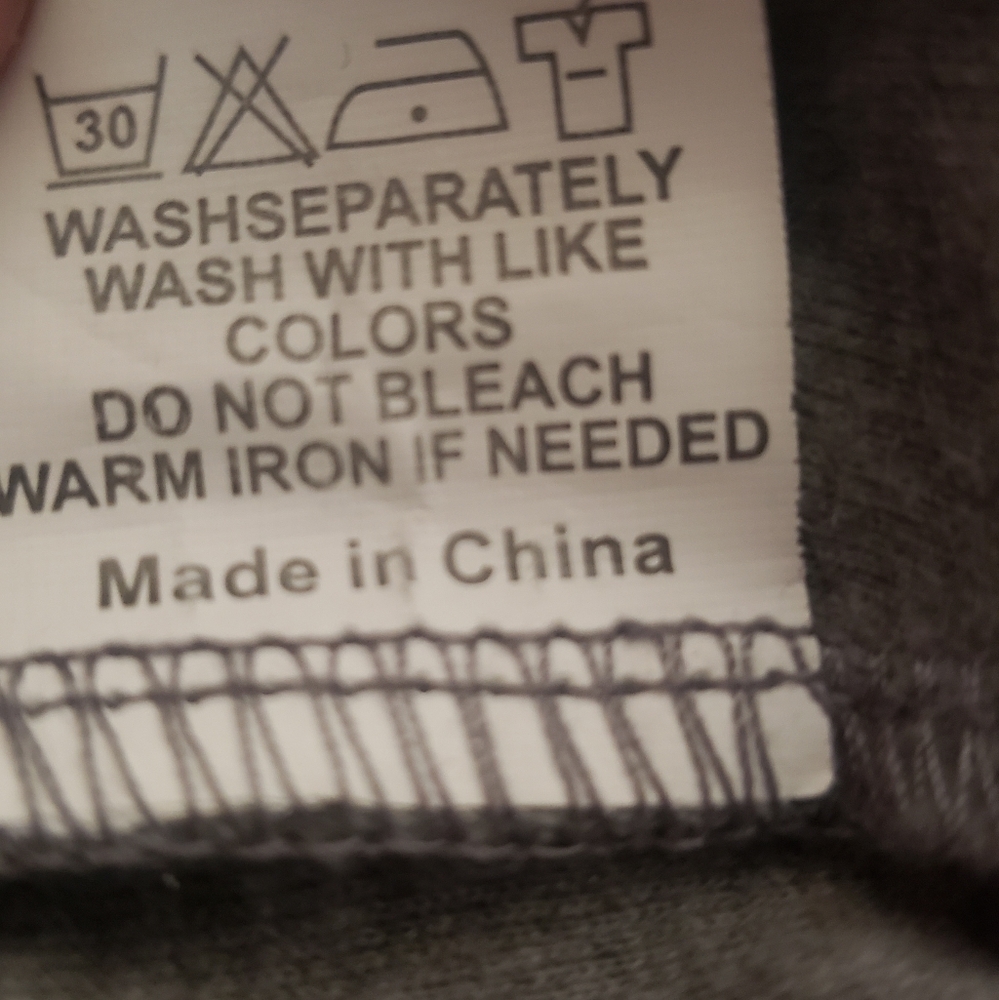 30
WASHSEPARATELY
WASH WITH LIKE
COLORS
DO NOT BLEACH
WARM IRON IF NEEDED
Made in China